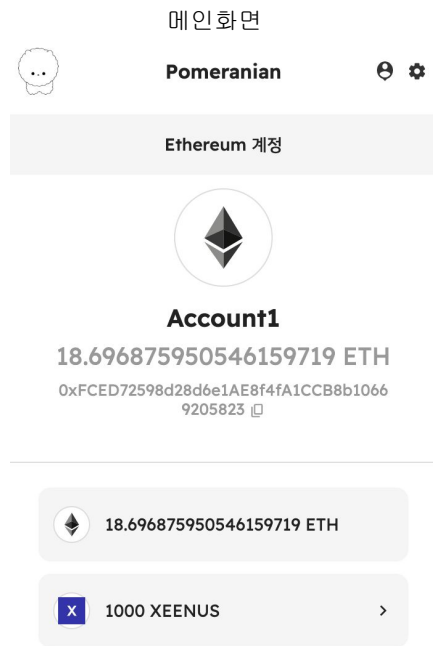 메인화면
Pomeranian
Ethereum 계정
Account1
18.696875950546159719 ETH
0xFCED72598d28d6e1AE8f4fA1CCB8b1066
9205823
18.696875950546159719 ETH
X
1000 XEENUS